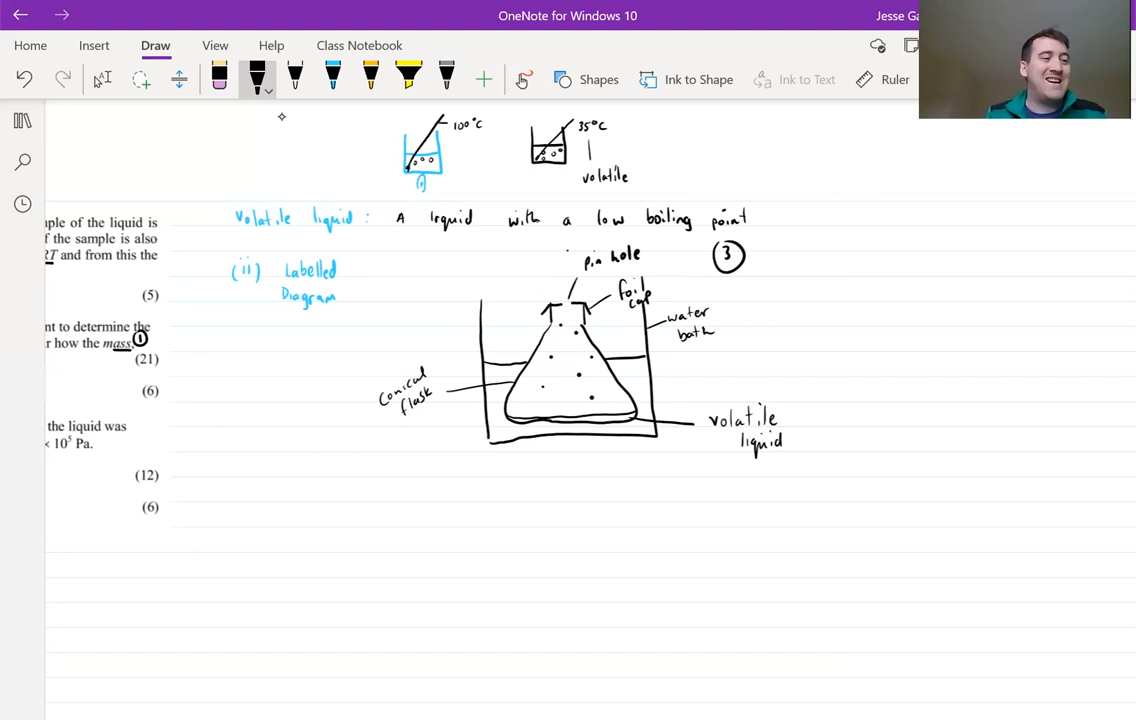 OneNote for Windows 10
Jesse Ga
Home Insert Draw View Help Class Notebook
Shapes Ink to Shape Ink to Text Ruler
100°C
35°C
volatile
volatile liquid : A liquid with a low boiling point
3
(ii) Labelled
Diagram
pin hole
foil
cap
water
bath
conical
flask
volatile
liquid
ple of the liquid is
f the sample is also
RT and from this the
(5)
nt to determine the
r how the mass, 1
(21)
(6)
the liquid was
× 10⁵ Pa.
(12)
(6)